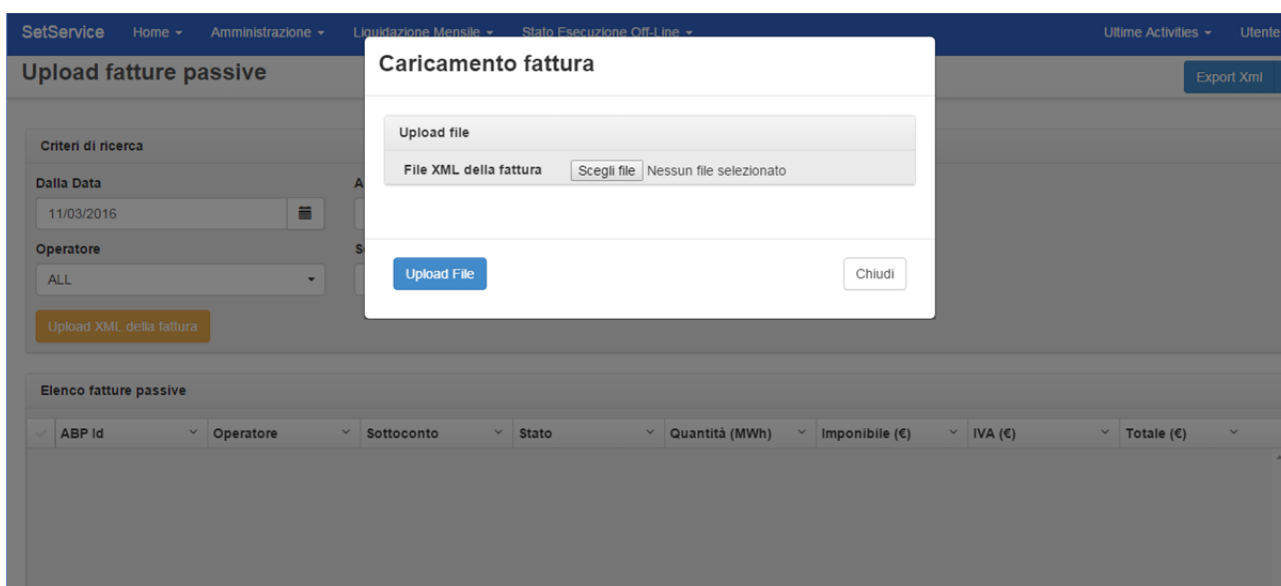 SetService Home Amministrazione Liquidazione Mensile Stato Esecuzione Off-Line Ultime Activities Utente
Upload fatture passive
Export Xml
Caricamento fattura
Upload file
File XML della fattura Scegli file Nessun file selezionato
Upload File Chiudi
Criteri di ricerca
Dalla Data A
11/03/2016
Operatore S
ALL
Upload XML della fattura
Elenco fatture passive
ABP Id Operatore Sottoconto Stato Quantità (MWh) Imponibile (€) IVA (€) Totale (€)